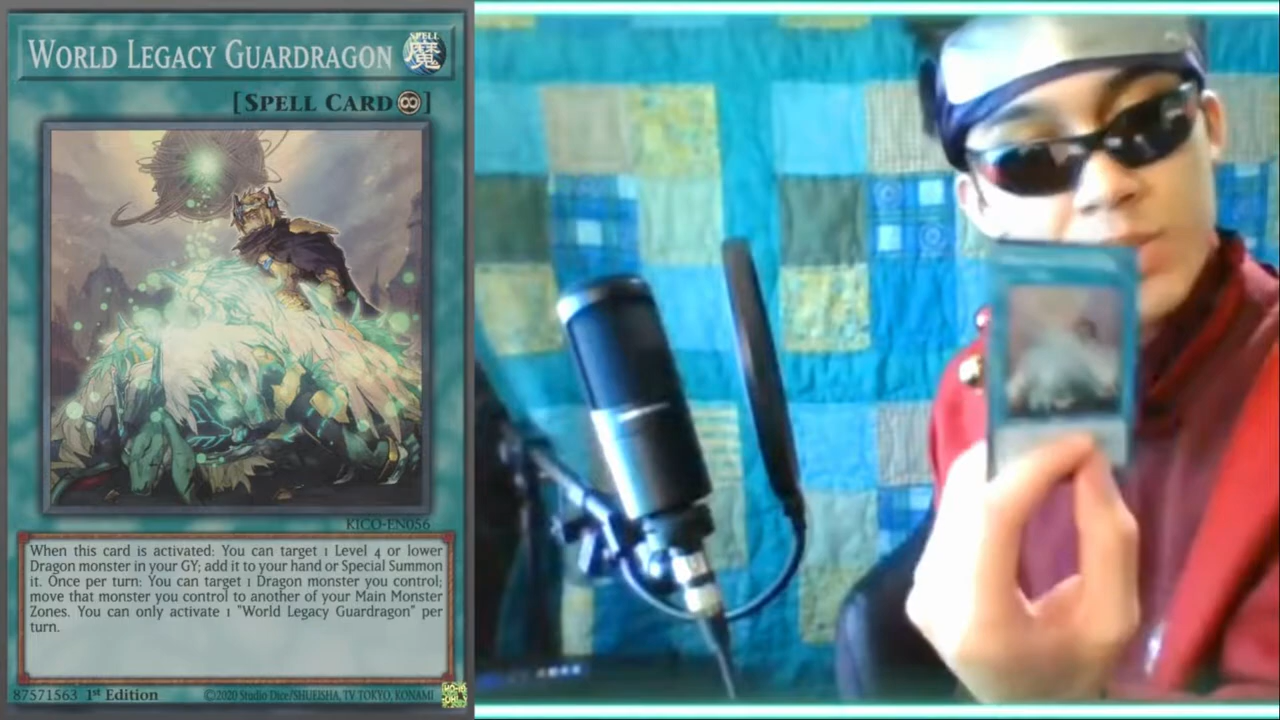 WORLD LEGACY GUARDRAGON
SPELL
魔
[SPELL CARD]
KICO-EN056
When this card is activated: You can target 1 Level 4 or lower
Dragon monster in your GY; add it to your hand or Special Summon
it. Once per turn: You can target 1 Dragon monster you control;
move that monster you control to another of your Main Monster
Zones. You can only activate 1 "World Legacy Guardragon" per
turn.
87571563 1st Edition ©2020 Studio Dice/SHUEISHA, TV TOKYO, KONAMI